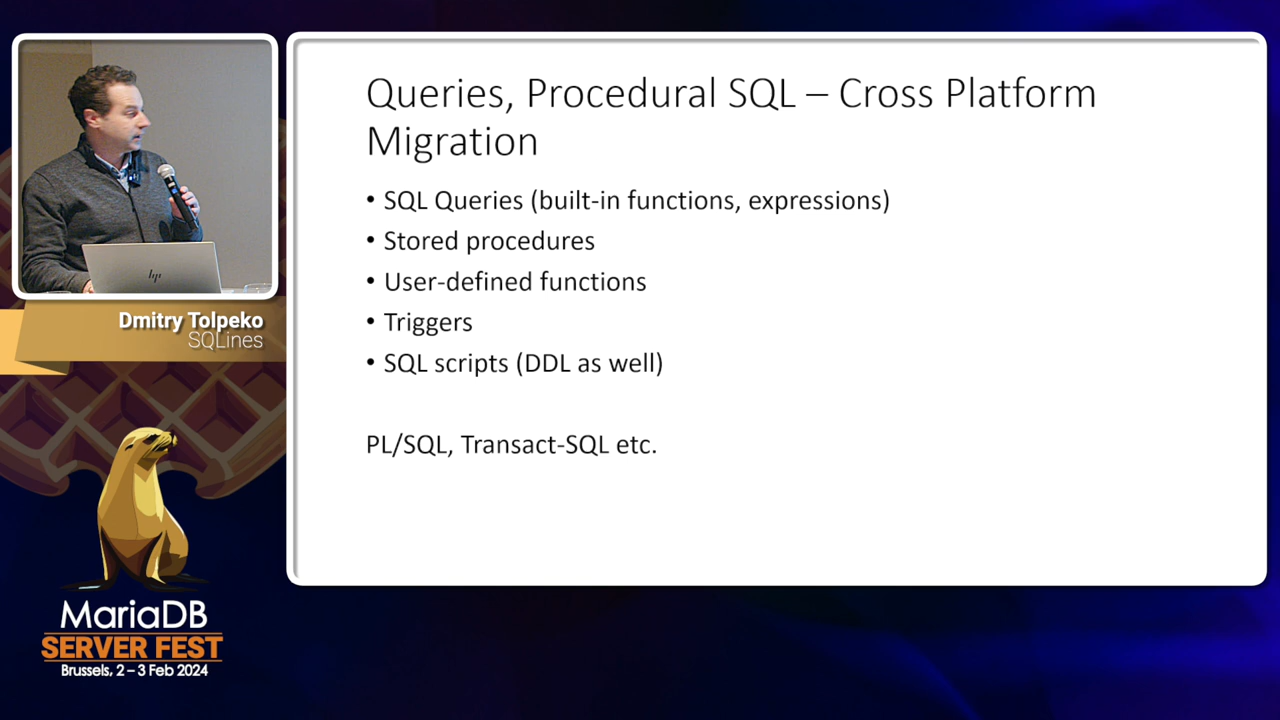 Dmitry Tolpeko
SQLines
MariaDB
SERVER FEST
Brussels, 2 – 3 Feb 2024
Queries, Procedural SQL – Cross Platform
Migration
• SQL Queries (built-in functions, expressions)
• Stored procedures
• User-defined functions
• Triggers
• SQL scripts (DDL as well)
PL/SQL, Transact-SQL etc.
hp